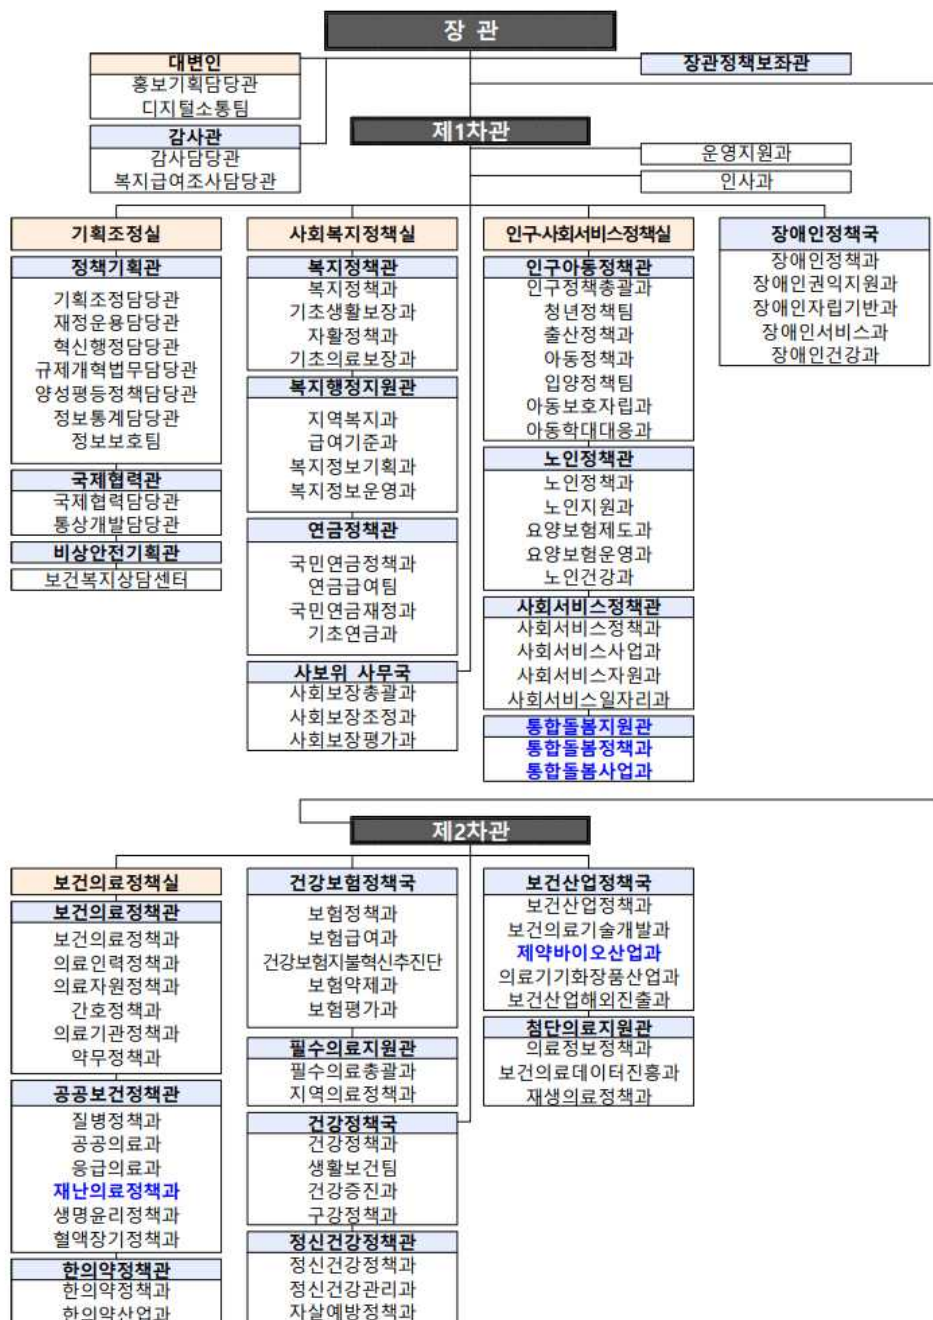 장 관
대변인
홍보기획담당관
디지털소통팀
장관정책보좌관
감사관
감사담당관
복지급여조사담당관
제1차관
운영지원과
인사과
기획조정실
정책기획관
기획조정담당관
재정운용담당관
혁신행정담당관
규제개혁법무담당관
양성평등정책담당관
정보통계담당관
정보보호팀
국제협력관
국제협력담당관
통상개발담당관
비상안전기획관
보건복지상담센터
사회복지정책실
복지정책관
복지정책과
기초생활보장과
자활정책과
기초의료보장과
복지행정지원관
지역복지과
급여기준과
복지정보기획과
복지정보운영과
연금정책관
국민연금정책과
연금급여팀
국민연금재정과
기초연금과
사보위 사무국
사회보장총괄과
사회보장조정과
사회보장평가과
인구·사회서비스정책실
인구아동정책관
인구정책총괄과
청년정책팀
출산정책과
아동정책과
입양정책팀
아동보호자립과
아동학대대응과
노인정책관
노인정책과
노인지원과
요양보험제도과
요양보험운영과
노인건강과
사회서비스정책관
사회서비스정책과
사회서비스사업과
사회서비스자원과
사회서비스일자리과
통합돌봄지원관
통합돌봄정책과
통합돌봄사업과
장애인정책국
장애인정책과
장애인권익지원과
장애인자립기반과
장애인서비스과
장애인건강과
제2차관
보건의료정책실
보건의료정책관
보건의료정책과
의료인력정책과
의료자원정책과
간호정책과
의료기관정책과
약무정책과
공공보건정책관
질병정책과
공공의료과
응급의료과
재난의료정책과
생명윤리정책과
혈액장기정책과
한의약정책관
한의약정책과
한의약산업과
건강보험정책국
보험정책과
보험급여과
건강보험지불혁신추진단
보험약제과
보험평가과
필수의료지원관
필수의료총괄과
지역의료정책과
건강정책국
건강정책과
생활보건팀
건강증진과
구강정책과
정신건강정책관
정신건강정책과
정신건강관리과
자살예방정책과
보건산업정책국
보건산업정책과
보건의료기술개발과
제약바이오산업과
의료기기화장품산업과
보건산업해외진출과
첨단의료지원관
의료정보정책과
보건의료데이터진흥과
재생의료정책과